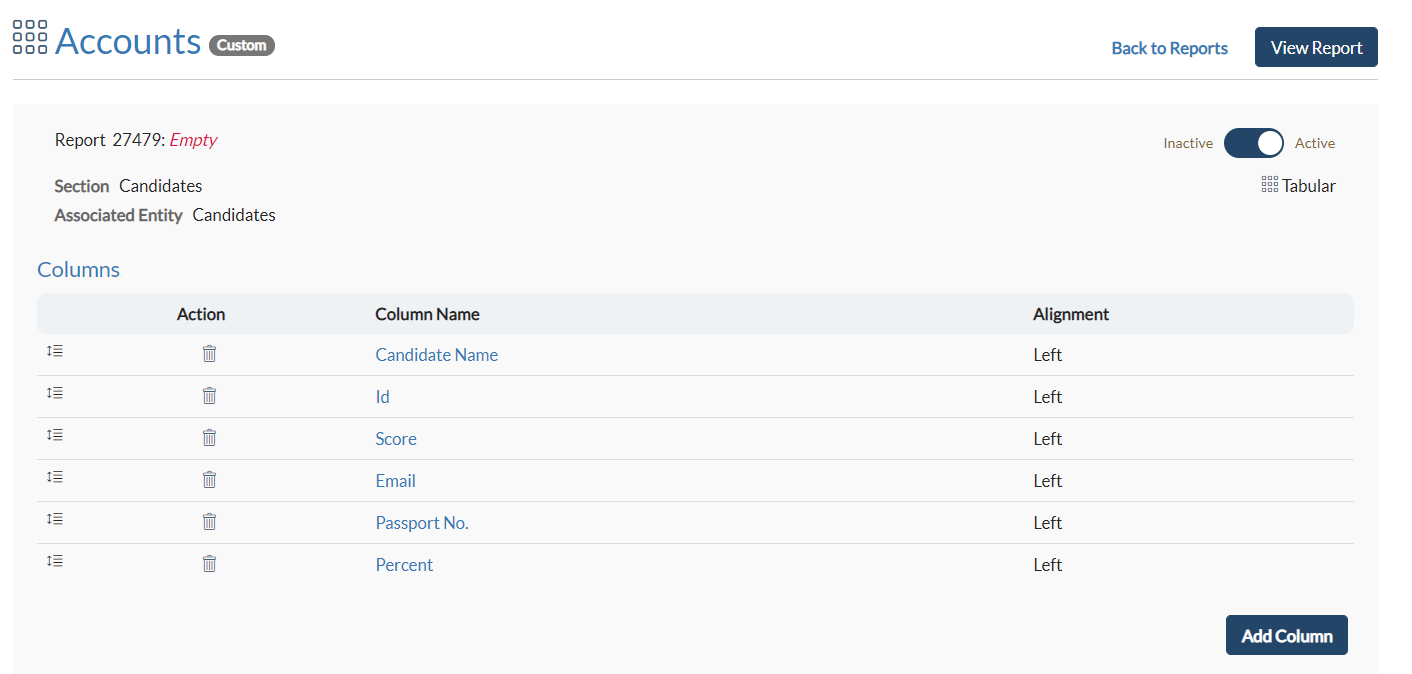 Accounts Custom
Back to Reports View Report
Report 27479: Empty
Inactive Active
Section Candidates
Tabular
Associated Entity Candidates
Columns
Action Column Name Alignment
Candidate Name Left
Id Left
Score Left
Email Left
Passport No. Left
Percent Left
Add Column